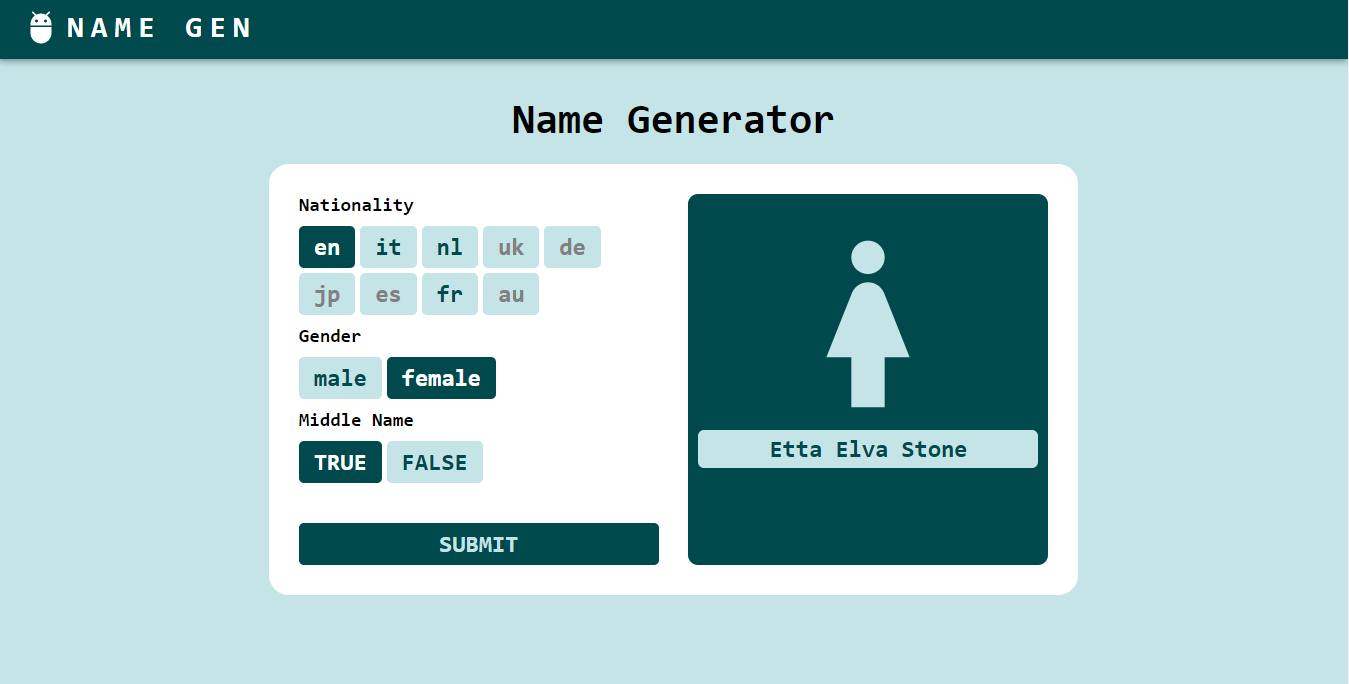 NAME GEN
Name Generator
Nationality
en it nl uk de
jp es fr au
Gender
male female
Middle Name
TRUE FALSE
SUBMIT
Etta Elva Stone